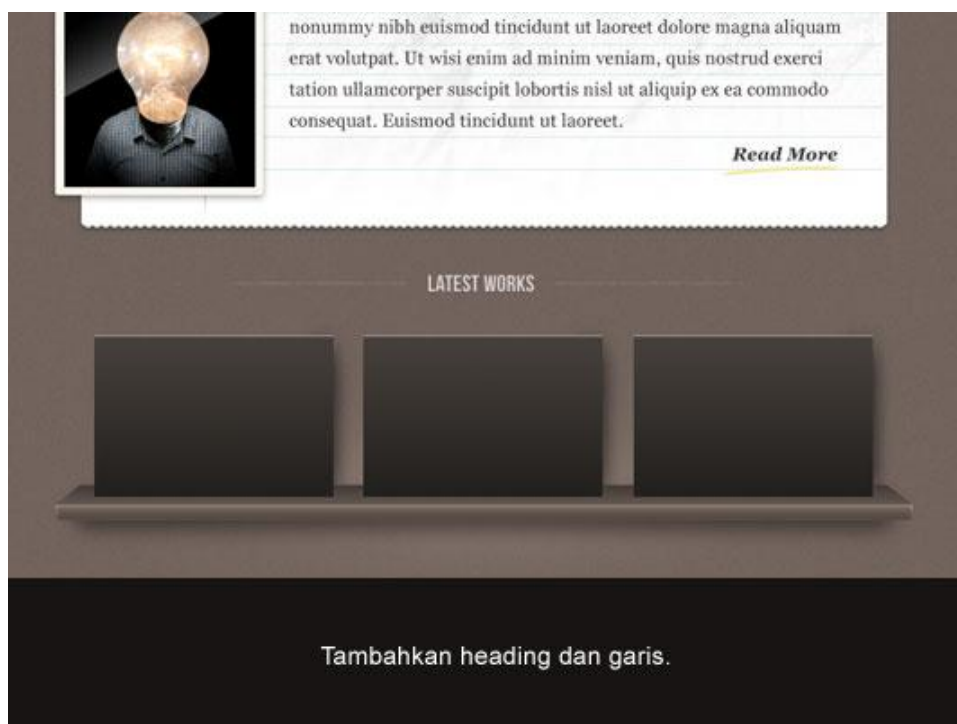 nonummy nibh euismod tincidunt ut laoreet dolore magna aliquam
erat volutpat. Ut wisi enim ad minim veniam, quis nostrud exerci
tation ullamcorper suscipit lobortis nisl ut aliquip ex ea commodo
consequat. Euismod tincidunt ut laoreet.
Read More
LATEST WORKS
Tambahkan heading dan garis.